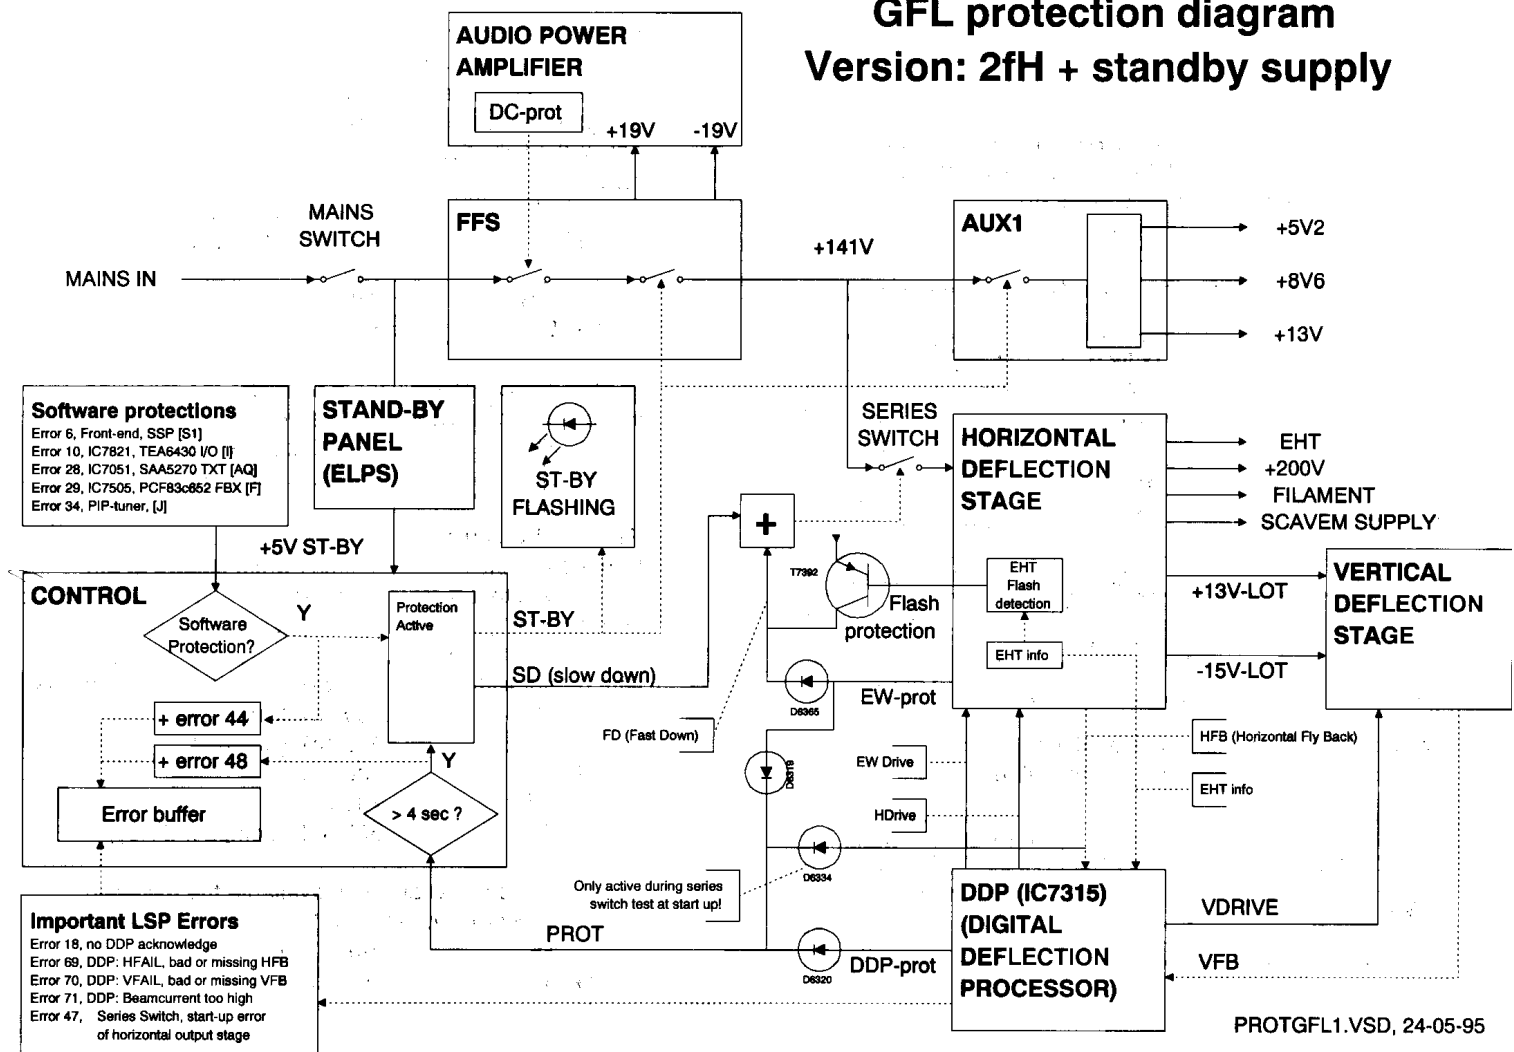 GFL protection diagram
Version: 2fH + standby supply
AUDIO POWER
AMPLIFIER
DC-prot
+19V
-19V
MAINS
SWITCH
FFS
+141V
AUX1
+5V2
MAINS IN
+8V6
+13V
Software protections
Error 6, Front-end, SSP [S1]
Error 10, IC7821, TEA6430 I/O [I]
Error 28, IC7051, SAA5270 TXT [AQ]
Error 29, IC7505, PCF83c652 FBX [F]
Error 34, PIP-tuner, [J]
STAND-BY
PANEL
(ELPS)
ST-BY
FLASHING
SERIES
SWITCH
HORIZONTAL
DEFLECTION
STAGE
EHT
+200V
FILAMENT
SCAVEM SUPPLY
+
+5V ST-BY
T7392
EHT
Flash
detection
Flash
protection
EHT info
+13V-LOT
-15V-LOT
VERTICAL
DEFLECTION
STAGE
CONTROL
Software
Protection?
Y
Protection
Active
ST-BY
SD (slow down)
EW-prot
D6365
+ error 44
+ error 48
Y
FD (Fast Down)
D6319
EW Drive
HFB (Horizontal Fly Back)
EHT info
Error buffer
> 4 sec ?
HDrive
D6334
Only active during series
switch test at start up!
PROT
D6320
DDP-prot
DDP (IC7315)
(DIGITAL
DEFLECTION
PROCESSOR)
VDRIVE
VFB
Important LSP Errors
Error 18, no DDP acknowledge
Error 69, DDP: HFAIL, bad or missing HFB
Error 70, DDP: VFAIL, bad or missing VFB
Error 71, DDP: Beamcurrent too high
Error 47, Series Switch, start-up error
of horizontal output stage
PROTGFL1.VSD, 24-05-95